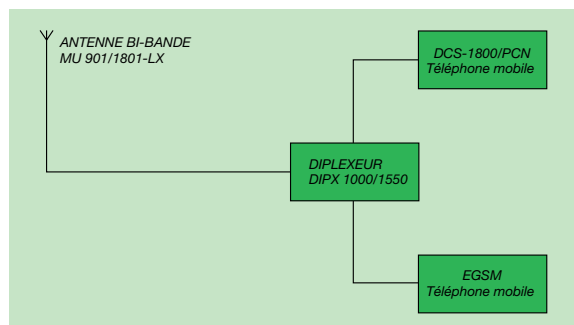 ANTENNE BI-BANDE
MU 901/1801-LX
DCS-1800/PCN
Téléphone mobile
DIPLEXEUR
DIPX 1000/1550
EGSM
Téléphone mobile